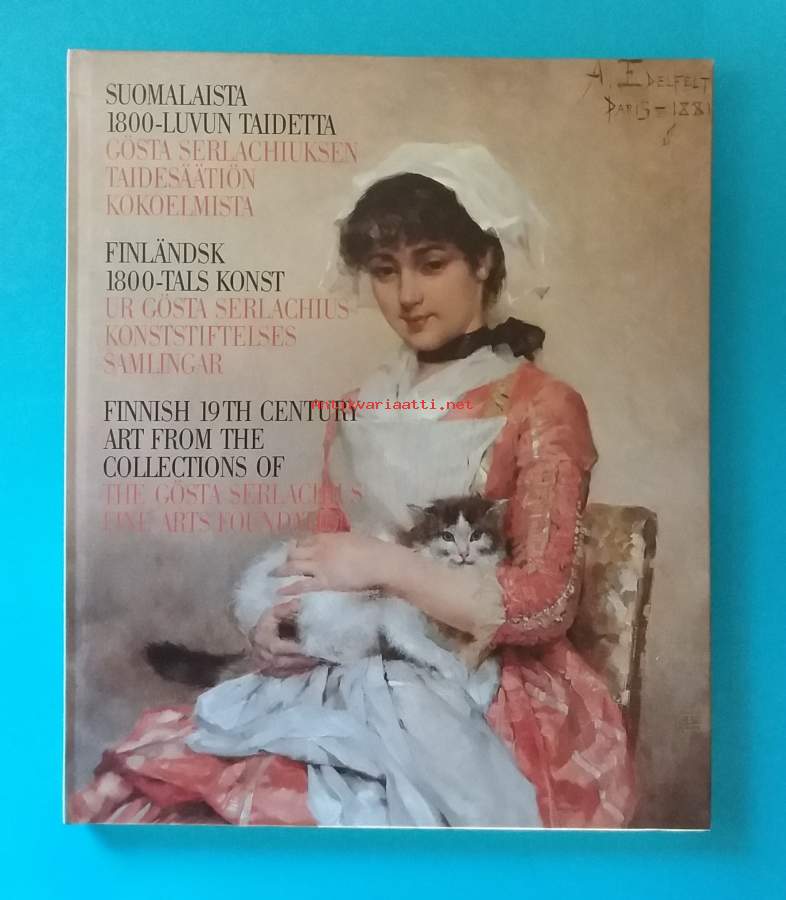 SUOMALAISTA
1800-LUVUN TAIDETTA
GÖSTA SERLACHIUKSEN
TAIDESÄÄTIÖN
KOKOELMISTA
FINLÄNDSK
1800-TALS KONST
UR GÖSTA SERLACHIUS
KONSTSTIFTELSES
SAMLINGAR
FINNISH 19TH CENTURY
ART FROM THE
COLLECTIONS OF
THE GÖSTA SERLACHIUS
FINE ARTS FOUNDATION
A. EDELFELT
PARIS - 1881
Antikvariaatti.net